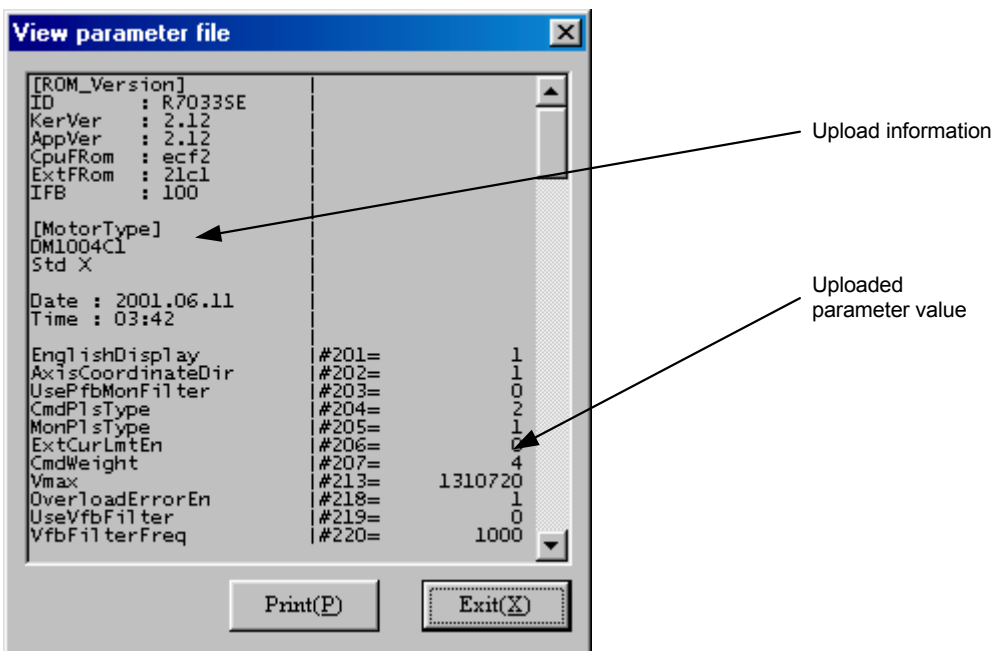 View parameter file
[ROM_Version]
ID : R7033SE
KerVer : 2.12
AppVer : 2.12
CpuFRom : ecf2
ExtFRom : 21c1
IFB : 100
[MotorType]
DM1004C1
Std X
Date : 2001.06.11
Time : 03:42
EnglishDisplay |#201= 1
AxisCoordinateDir |#202= 1
UsePfbMonFilter |#203= 0
CmdPlsType |#204= 2
MonPlsType |#205= 1
ExtCurLmtEn |#206= 0
CmdWeight |#207= 4
Vmax |#213= 1310720
OverloadErrorEn |#218= 1
UseVfbFilter |#219= 0
VfbFilterFreq |#220= 1000
Print(P)
Exit(X)
Upload information
Uploaded
parameter value